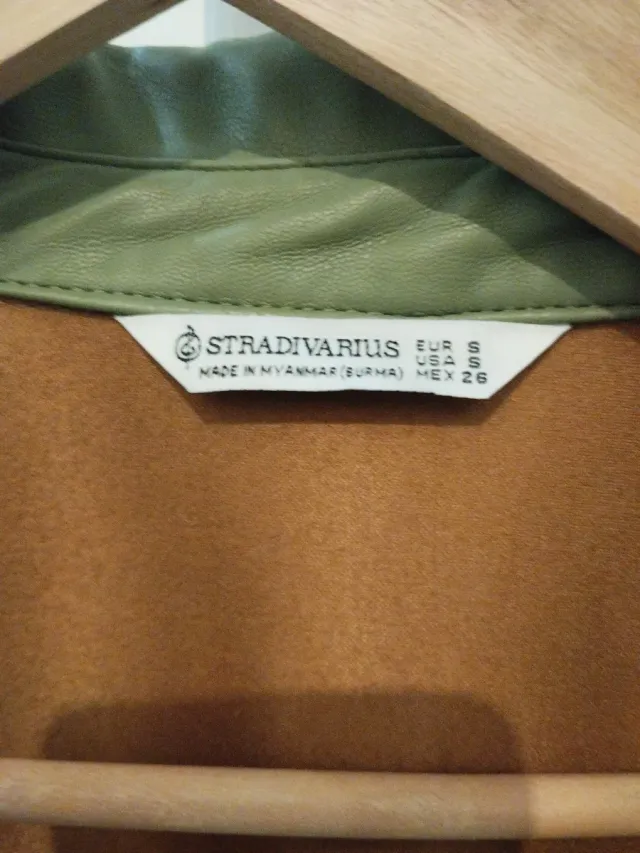 STRADIVARIUS
MADE IN MYANMAR (BURMA)
EUR S
USA S
MEX 26